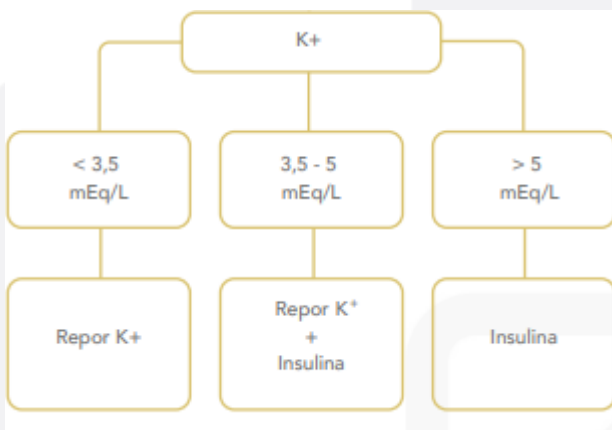 K+
< 3,5
mEq/L
3,5 - 5
mEq/L
> 5
mEq/L
Repor K+
Repor K⁺
+
Insulina
Insulina